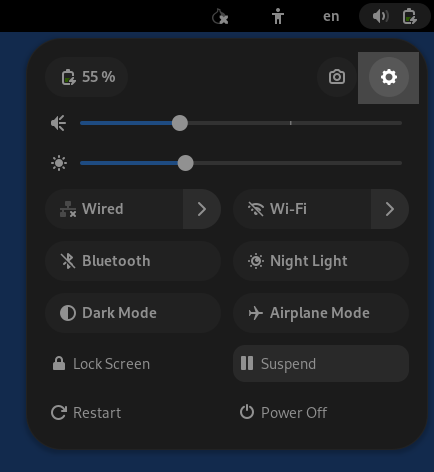 en
55 %
Wired
Wi-Fi
Bluetooth
Night Light
Dark Mode
Airplane Mode
Lock Screen
Suspend
Restart
Power Off